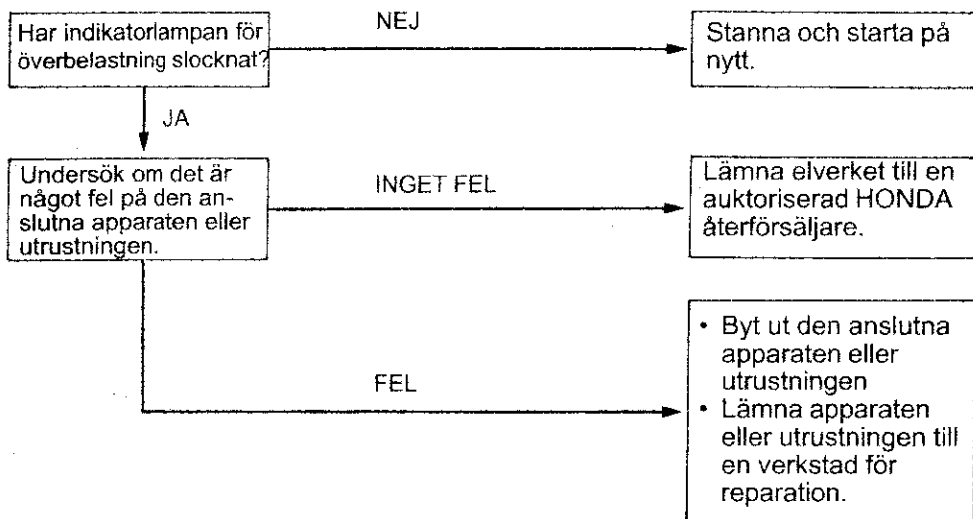 Har indikatorlampan för
överbelastning slocknat?
NEJ
Stanna och starta på
nytt.
JA
Undersök om det är
något fel på den an-
slutna apparaten eller
utrustningen.
INGET FEL
Lämna elverket till en
auktoriserad HONDA
återförsäljare.
FEL
• Byt ut den anslutna
apparaten eller
utrustningen
• Lämna apparaten
eller utrustningen till
en verkstad för
reparation.